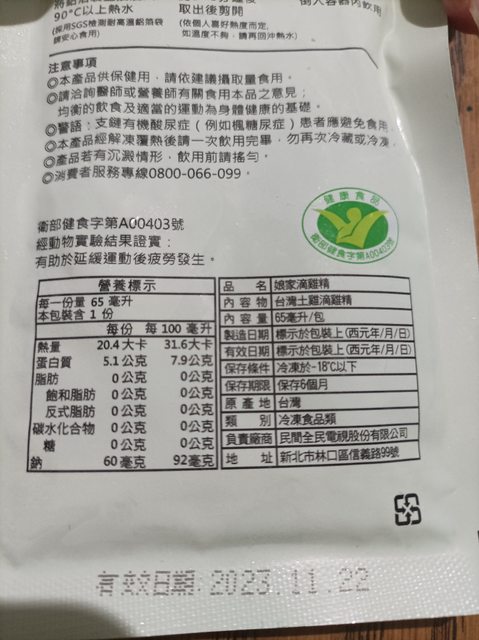 90°C以上熱水
取出後剪開
倒入容器內飲用
(採用SGS檢測耐高溫鋁箔袋
請安心食用)
(依個人喜好熱度而定,
如溫度不夠,請再回沖熱水)
注意事項
◎本產品供保健用,請依建議攝取量食用。
◎請洽詢醫師或營養師有關食用本品之意見;
均衡的飲食及適當的運動為身體健康的基礎。
◎警語:支鏈有機酸尿症(例如楓糖尿症)患者應避免食用
◎本產品經解凍覆熱後請一次飲用完畢,勿再次冷藏或冷凍
◎產品若有沉澱情形,飲用前請搖勻。
◎消費者服務專線0800-066-099。
健康食品
衛部健食字第A00403號
衛部健食字第A00403號
經動物實驗結果證實:
有助於延緩運動後疲勞發生。
營養標示
每一份量 65 毫升
本包裝含 1 份
每份 每 100 毫升
熱量 20.4大卡 31.6大卡
蛋白質 5.1公克 7.9公克
脂肪 0公克 0公克
飽和脂肪 0公克 0公克
反式脂肪 0公克 0公克
碳水化合物 0公克 0公克
糖 0公克 0公克
鈉 60毫克 92毫克
品名 娘家滴雞精
內容物 台灣土雞滴雞精
內容量 65毫升/包
製造日期 標示於包裝上(西元年/月/日)
有效日期 標示於包裝上(西元年/月/日)
保存條件 冷凍於-18°C以下
保存期限 保存6個月
原產地 台灣
類別 冷凍食品類
負責廠商 民間全民電視股份有限公司
地址 新北市林口區信義路99號
有效日期: 2023.11.22